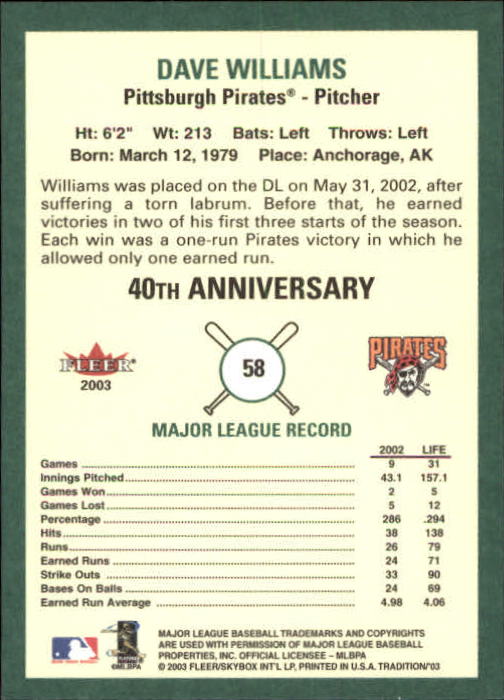 DAVE WILLIAMS
Pittsburgh Pirates® - Pitcher
Ht: 6'2" Wt: 213 Bats: Left Throws: Left
Born: March 12, 1979 Place: Anchorage, AK
Williams was placed on the DL on May 31, 2002, after
suffering a torn labrum. Before that, he earned
victories in two of his first three starts of the season.
Each win was a one-run Pirates victory in which he
allowed only one earned run.
40TH ANNIVERSARY
FLEER®
2003
58
PIRATES
MAJOR LEAGUE RECORD
2002 LIFE
Games 9 31
Innings Pitched 43.1 157.1
Games Won 2 5
Games Lost 5 12
Percentage 286 .294
Hits 38 138
Runs 26 79
Earned Runs 24 71
Strike Outs 33 90
Bases On Balls 24 69
Earned Run Average 4.98 4.06
©MLBPA
MAJOR LEAGUE BASEBALL TRADEMARKS AND COPYRIGHTS
ARE USED WITH PERMISSION OF MAJOR LEAGUE BASEBALL
PROPERTIES, INC. OFFICIAL LICENSEE – MLBPA
© 2003 FLEER/SKYBOX INT'L LP, PRINTED IN U.S.A. TRADITION'03